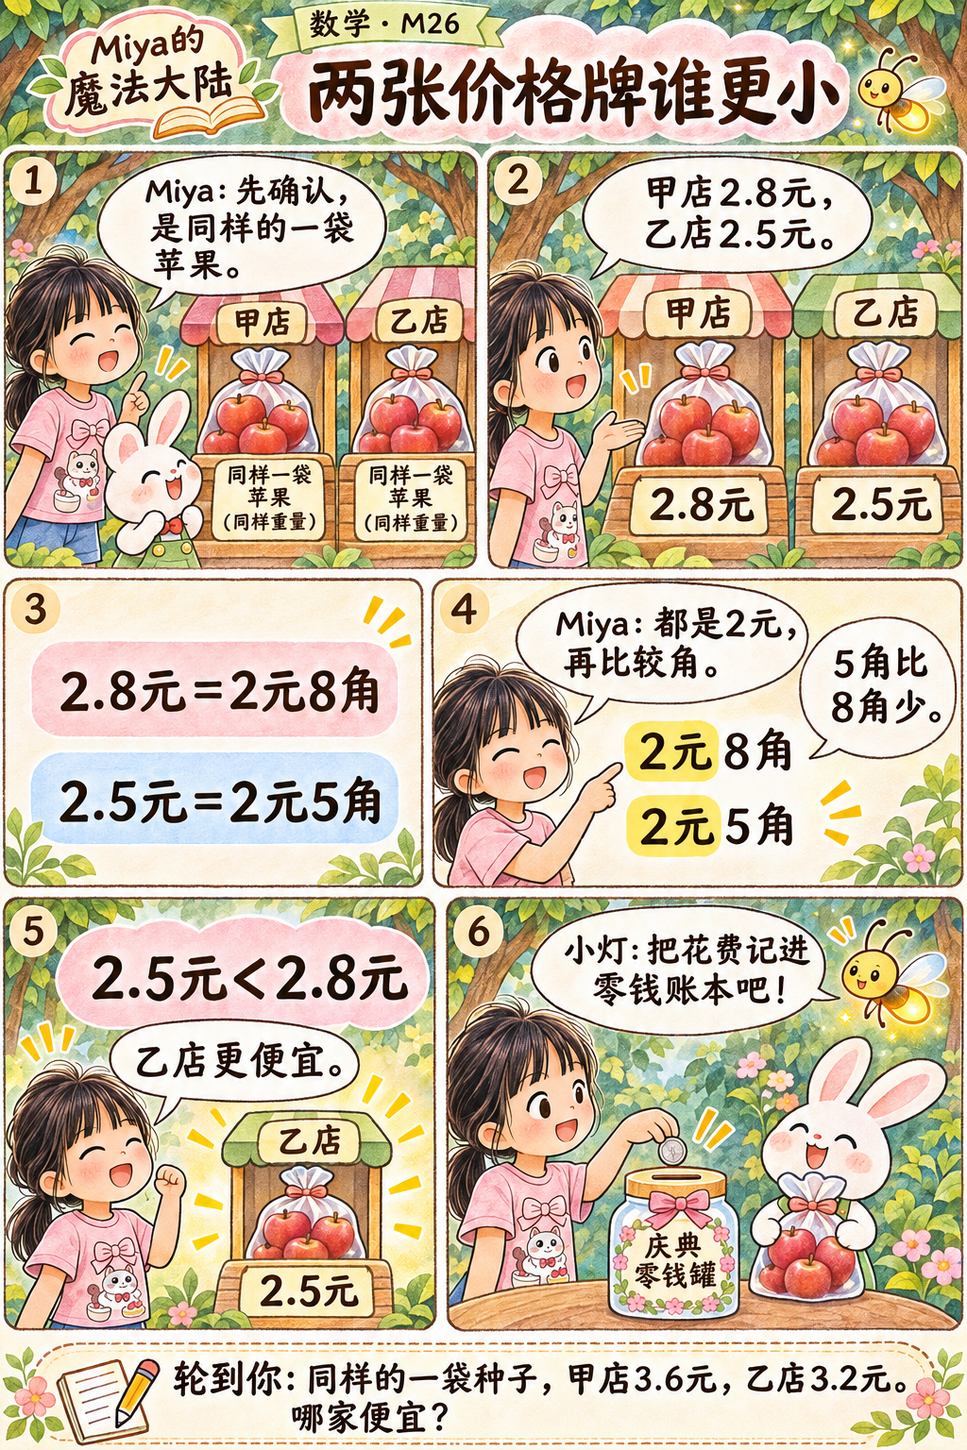 Miya的
魔法大陆
数学·M26
两张价格牌谁更小
1
Miya：先确认，
是同样的一袋
苹果。
甲店
乙店
同样一袋
苹果
（同样重量）
同样一袋
苹果
（同样重量）
2
甲店2.8元，
乙店2.5元。
甲店
乙店
2.8元
2.5元
3
2.8元=2元8角
2.5元=2元5角
4
Miya：都是2元，
再比较角。
5角比
8角少。
2元8角
2元5角
5
2.5元<2.8元
乙店更便宜。
乙店
2.5元
6
小灯：把花费记进
零钱账本吧！
庆典
零钱罐
轮到你：同样的一袋种子，甲店3.6元，乙店3.2元。
哪家便宜？